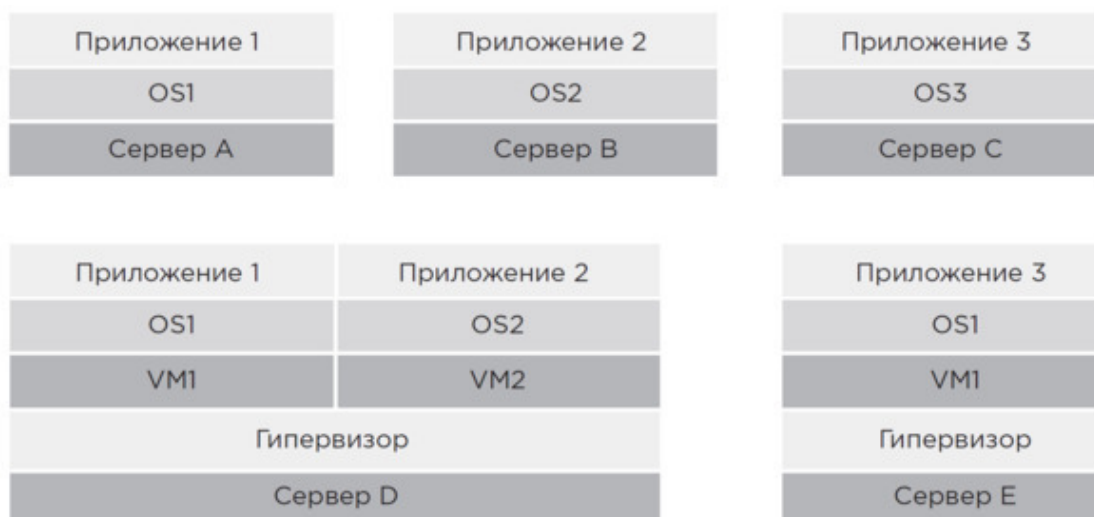 Приложение 1
Приложение 2
Приложение 3
OS1
OS2
OS3
Сервер A
Сервер B
Сервер C
Приложение 1
Приложение 2
Приложение 3
OS1
OS2
OS1
VM1
VM2
VM1
Гипервизор
Гипервизор
Сервер D
Сервер E